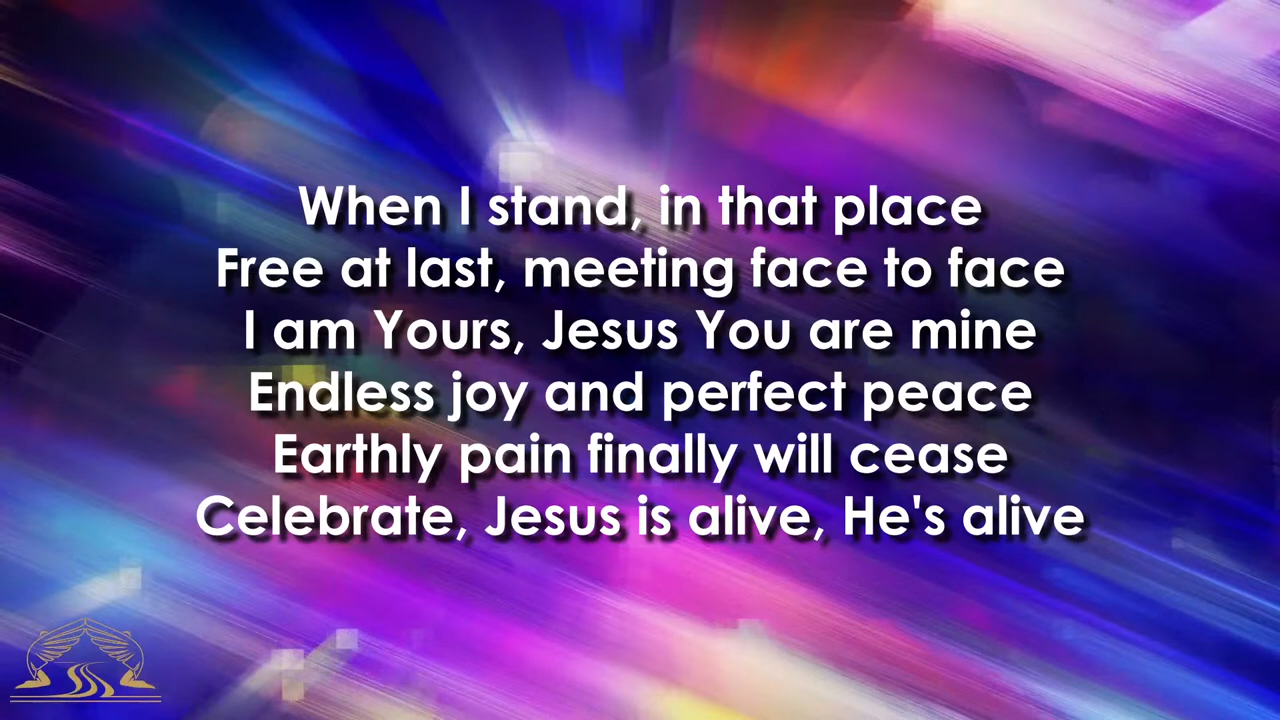 When I stand, in that place
Free at last, meeting face to face
I am Yours, Jesus You are mine
Endless joy and perfect peace
Earthly pain finally will cease
Celebrate, Jesus is alive, He's alive